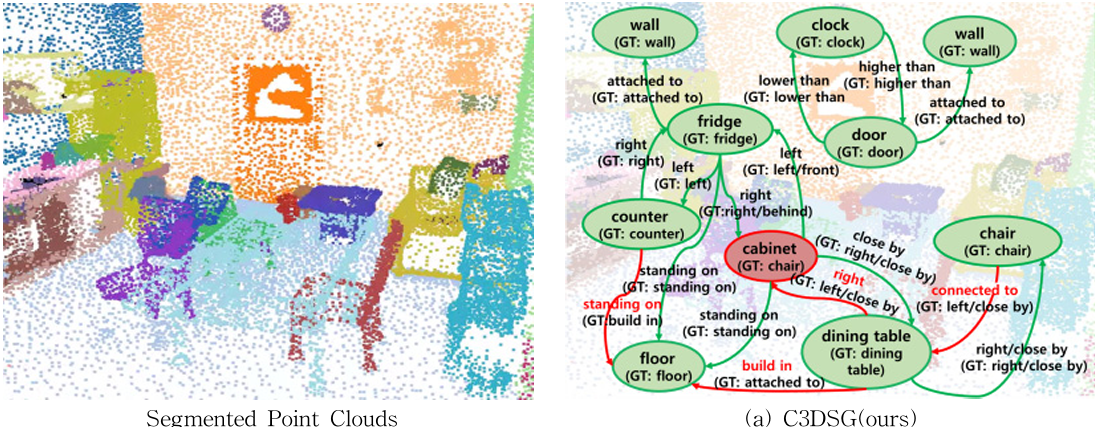 wall
(GT: wall)
clock
(GT: clock)
wall
(GT: wall)
attached to
(GT: attached to)
lower than
(GT: lower than
higher than
(GT: higher than
attached to
(GT: attached to)
fridge
(GT: fridge)
door
(GT: door)
right
(GT: right)
left
(GT: left)
left
(GT: left/front)
right
(GT:right/behind)
counter
(GT: counter)
cabinet
(GT: chair)
chair
(GT: chair)
close by
(GT: right/close by)
standing on
(GT: standing on)
right
(GT: left/close by
connected to
(GT: left/close by)
standing on
(GT:build in)
standing on
(GT: standing on)
dining table
(GT: dining
table)
floor
(GT: floor)
build in
(GT: attached to)
right/close by
(GT: right/close by)
Segmented Point Clouds
(a) C3DSG(ours)